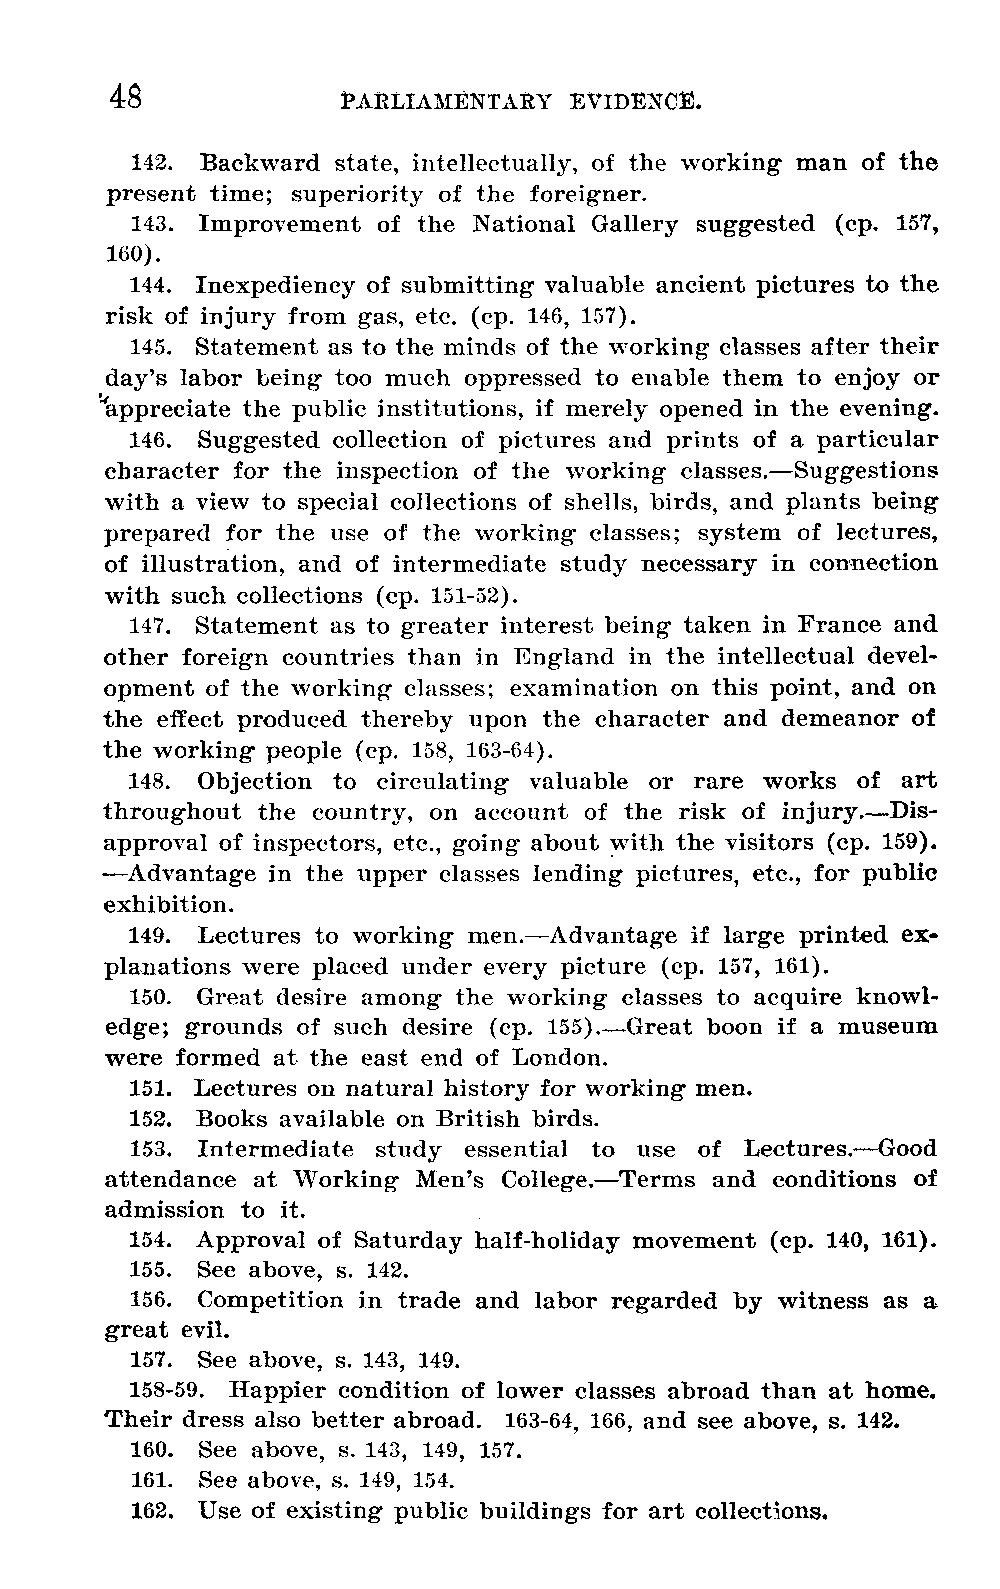 48 PARLIAMENTARY EVIDENCE.
142. Backward state, intellectually, of the working man of the
present time; superiority of the foreigner.
143. Improvement of the National Gallery suggested (cp. 157,
160).
144. Inexpediency of submitting valuable ancient pictures to the
risk of injury from gas, etc. (cp. 146, 157).
145. Statement as to the minds of the working classes after their
day's labor being too much oppressed to enable them to enjoy or
appreciate the public institutions, if merely opened in the evening.
146. Suggested collection of pictures and prints of a particular
character for the inspection of the working classes.—Suggestions
with a view to special collections of shells, birds, and plants being
prepared for the use of the working classes; system of lectures,
of illustration, and of intermediate study necessary in connection
with such collections (cp. 151-52).
147. Statement as to greater interest being taken in France and
other foreign countries than in England in the intellectual devel-
opment of the working classes; examination on this point, and on
the effect produced thereby upon the character and demeanor of
the working people (cp. 158, 163-64).
148. Objection to circulating valuable or rare works of art
throughout the country, on account of the risk of injury.—Dis-
approval of inspectors, etc., going about with the visitors (cp. 159).
—Advantage in the upper classes lending pictures, etc., for public
exhibition.
149. Lectures to working men.—Advantage if large printed ex-
planations were placed under every picture (cp. 157, 161).
150. Great desire among the working classes to acquire knowl-
edge; grounds of such desire (cp. 155).—Great boon if a museum
were formed at the east end of London.
151. Lectures on natural history for working men.
152. Books available on British birds.
153. Intermediate study essential to use of Lectures.—Good
attendance at Working Men's College.—Terms and conditions of
admission to it.
154. Approval of Saturday half-holiday movement (cp. 140, 161).
155. See above, s. 142.
156. Competition in trade and labor regarded by witness as a
great evil.
157. See above, s. 143, 149.
158-59. Happier condition of lower classes abroad than at home.
Their dress also better abroad. 163-64, 166, and see above, s. 142.
160. See above, s. 143, 149, 157.
161. See above, s. 149, 154.
162. Use of existing public buildings for art collections.